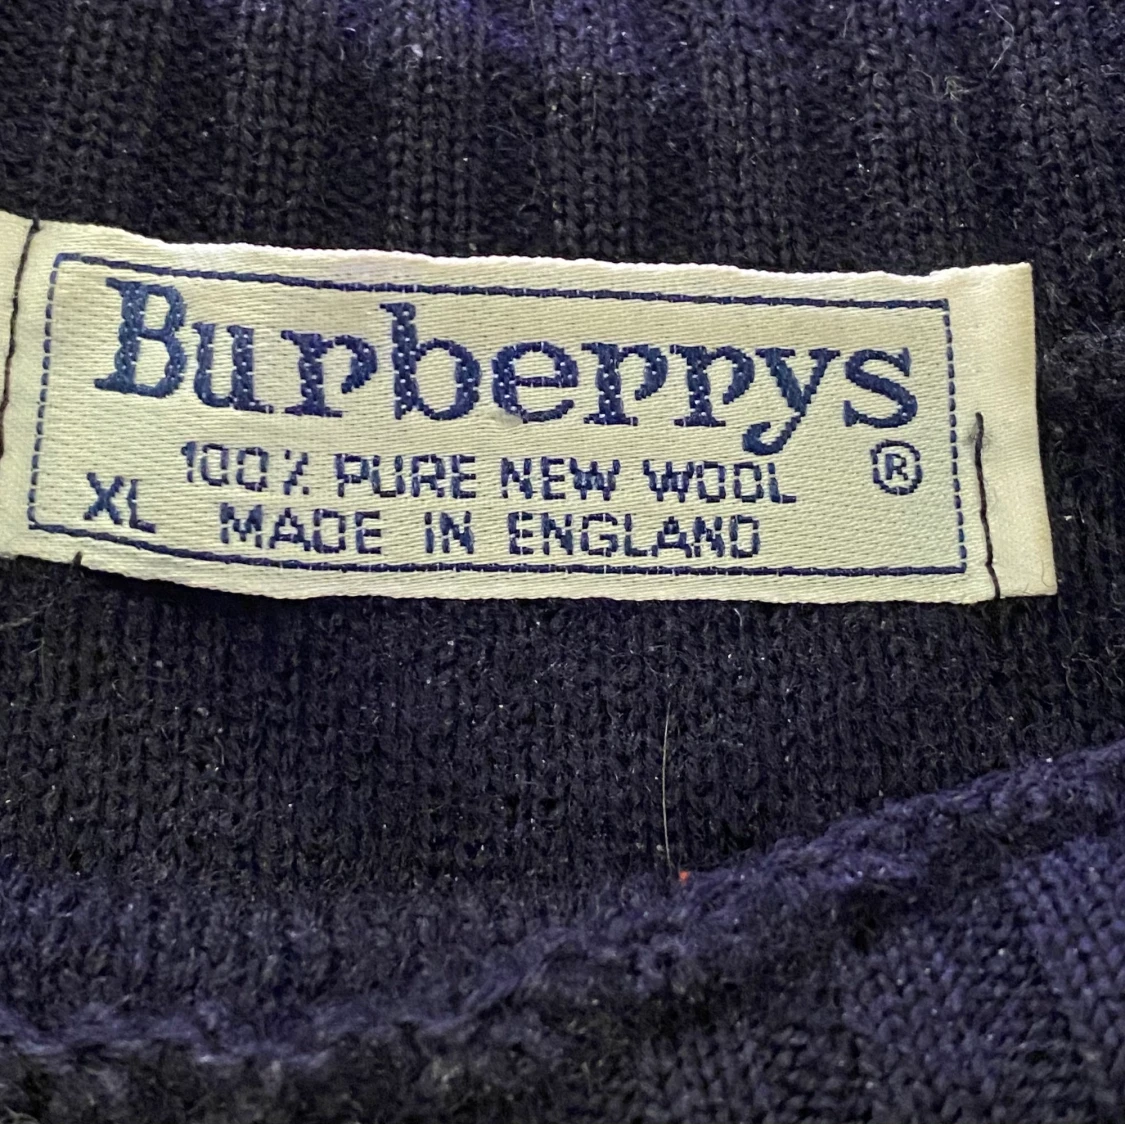 Burberrys
100% PURE NEW WOOL ®
XL MADE IN ENGLAND